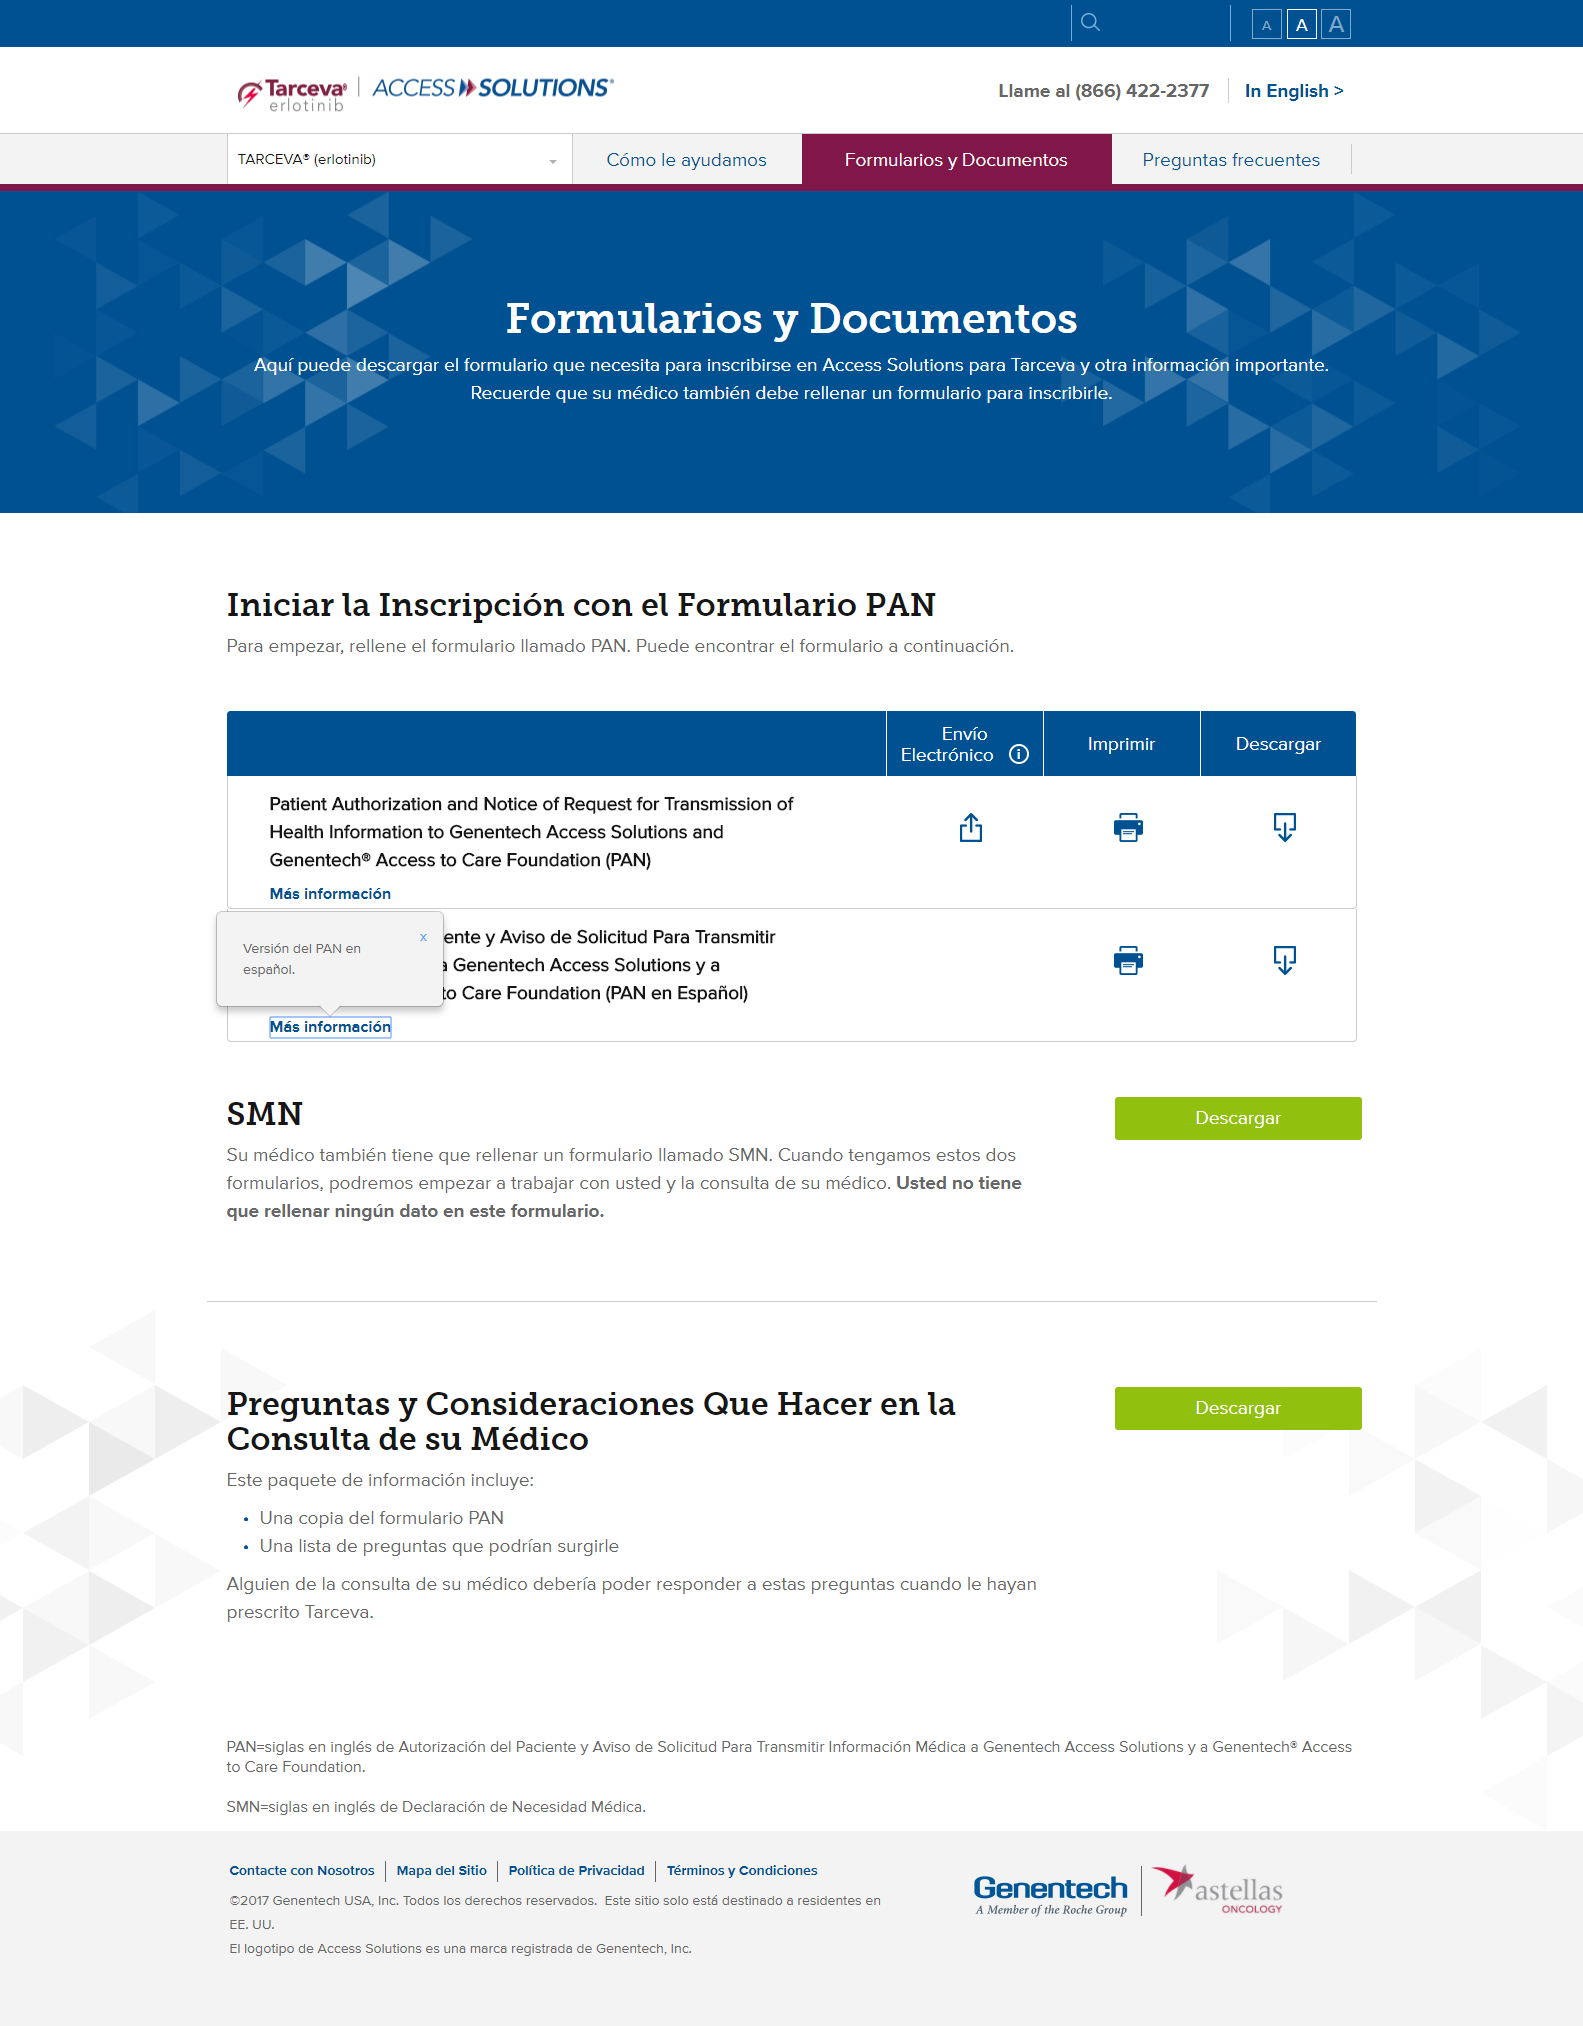 A A A
Tarceva® | ACCESS SOLUTIONS®
erlotinib
Llame al (866) 422-2377
In English >
TARCEVA® (erlotinib)
Cómo le ayudamos
Formularios y Documentos
Preguntas frecuentes
Formularios y Documentos
Aquí puede descargar el formulario que necesita para inscribirse en Access Solutions para Tarceva y otra información importante.
Recuerde que su médico también debe rellenar un formulario para inscribirle.
Iniciar la Inscripción con el Formulario PAN
Para empezar, rellene el formulario llamado PAN. Puede encontrar el formulario a continuación.
Envío
Electrónico
Imprimir
Descargar
Patient Authorization and Notice of Request for Transmission of
Health Information to Genentech Access Solutions and
Genentech® Access to Care Foundation (PAN)
Más información
Versión del PAN en
español.
x
ente y Aviso de Solicitud Para Transmitir
a Genentech Access Solutions y a
to Care Foundation (PAN en Español)
Más información
SMN
Descargar
Su médico también tiene que rellenar un formulario llamado SMN. Cuando tengamos estos dos
formularios, podremos empezar a trabajar con usted y la consulta de su médico. Usted no tiene
que rellenar ningún dato en este formulario.
Preguntas y Consideraciones Que Hacer en la
Consulta de su Médico
Descargar
Este paquete de información incluye:
• Una copia del formulario PAN
• Una lista de preguntas que podrían surgirle
Alguien de la consulta de su médico debería poder responder a estas preguntas cuando le hayan
prescrito Tarceva.
PAN=siglas en inglés de Autorización del Paciente y Aviso de Solicitud Para Transmitir Información Médica a Genentech Access Solutions y a Genentech® Access
to Care Foundation.
SMN=siglas en inglés de Declaración de Necesidad Médica.
Contacte con Nosotros | Mapa del Sitio | Política de Privacidad | Términos y Condiciones
©2017 Genentech USA, Inc. Todos los derechos reservados. Este sitio solo está destinado a residentes en
EE. UU.
El logotipo de Access Solutions es una marca registrada de Genentech, Inc.
Genentech
A Member of the Roche Group
astellas
ONCOLOGY